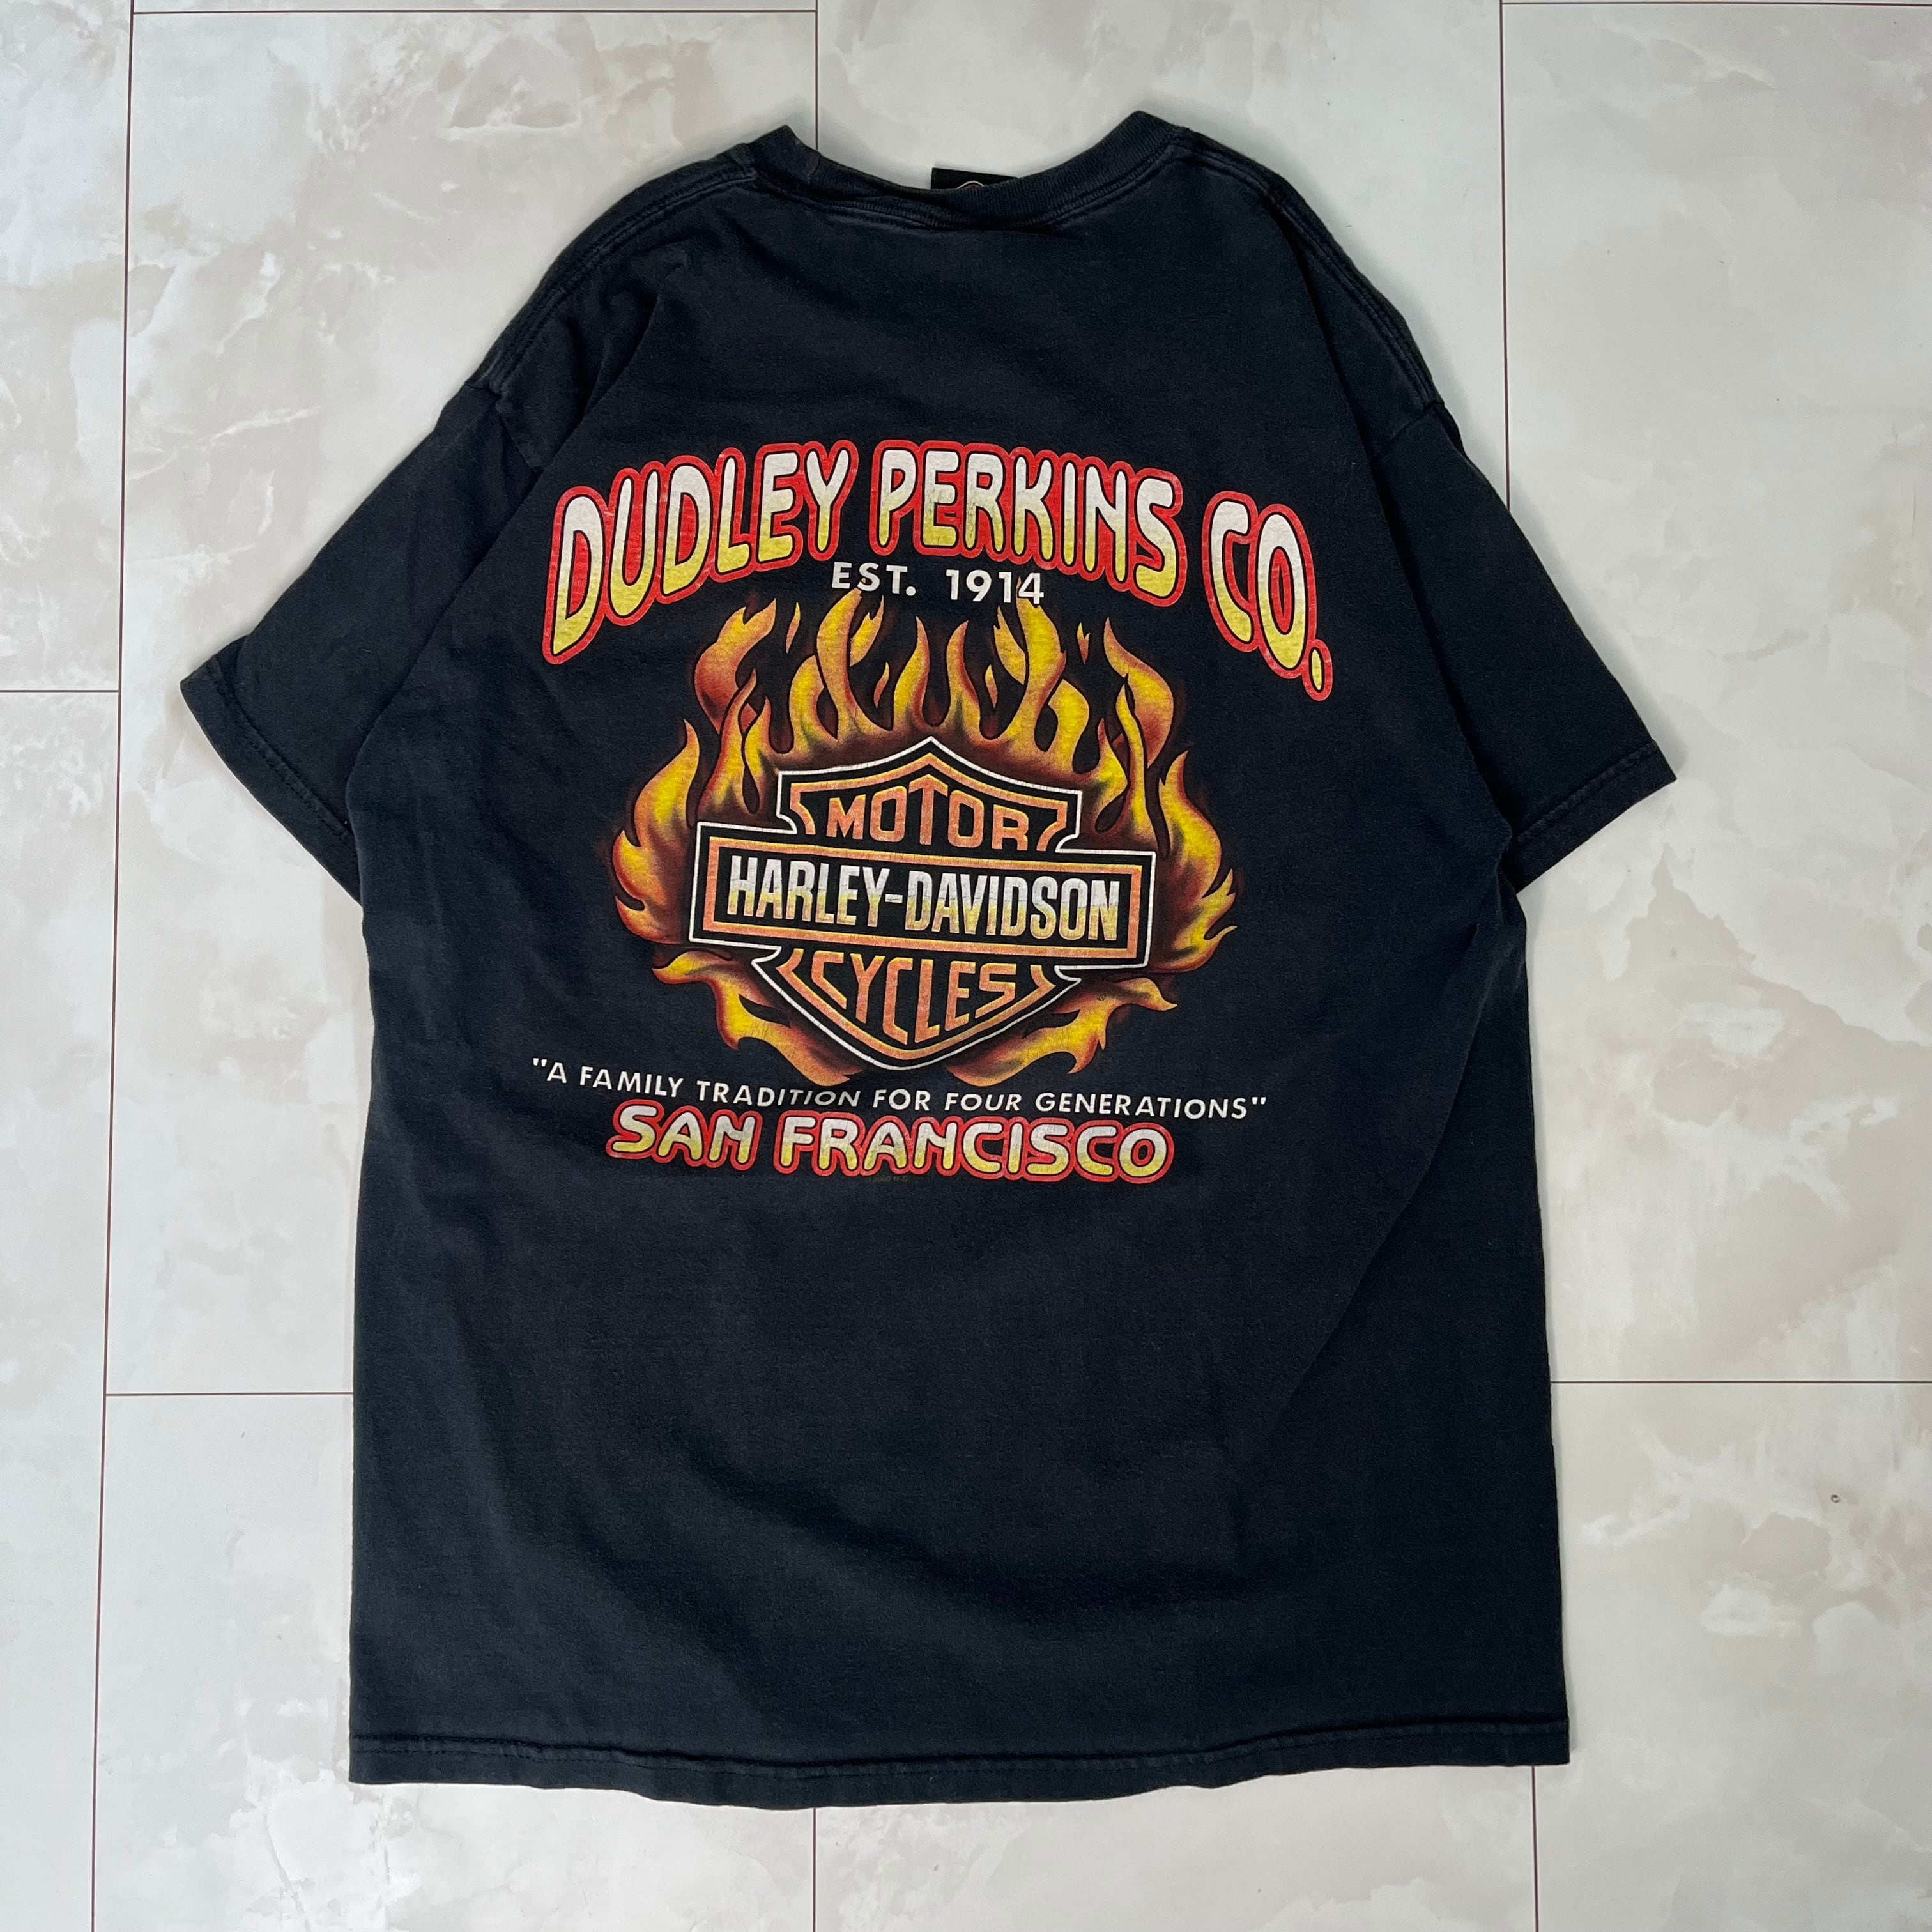 DUDLEY PERKINS CO.
EST. 1914
MOTOR
HARLEY-DAVIDSON
CYCLES
"A FAMILY TRADITION FOR FOUR GENERATIONS"
SAN FRANCISCO